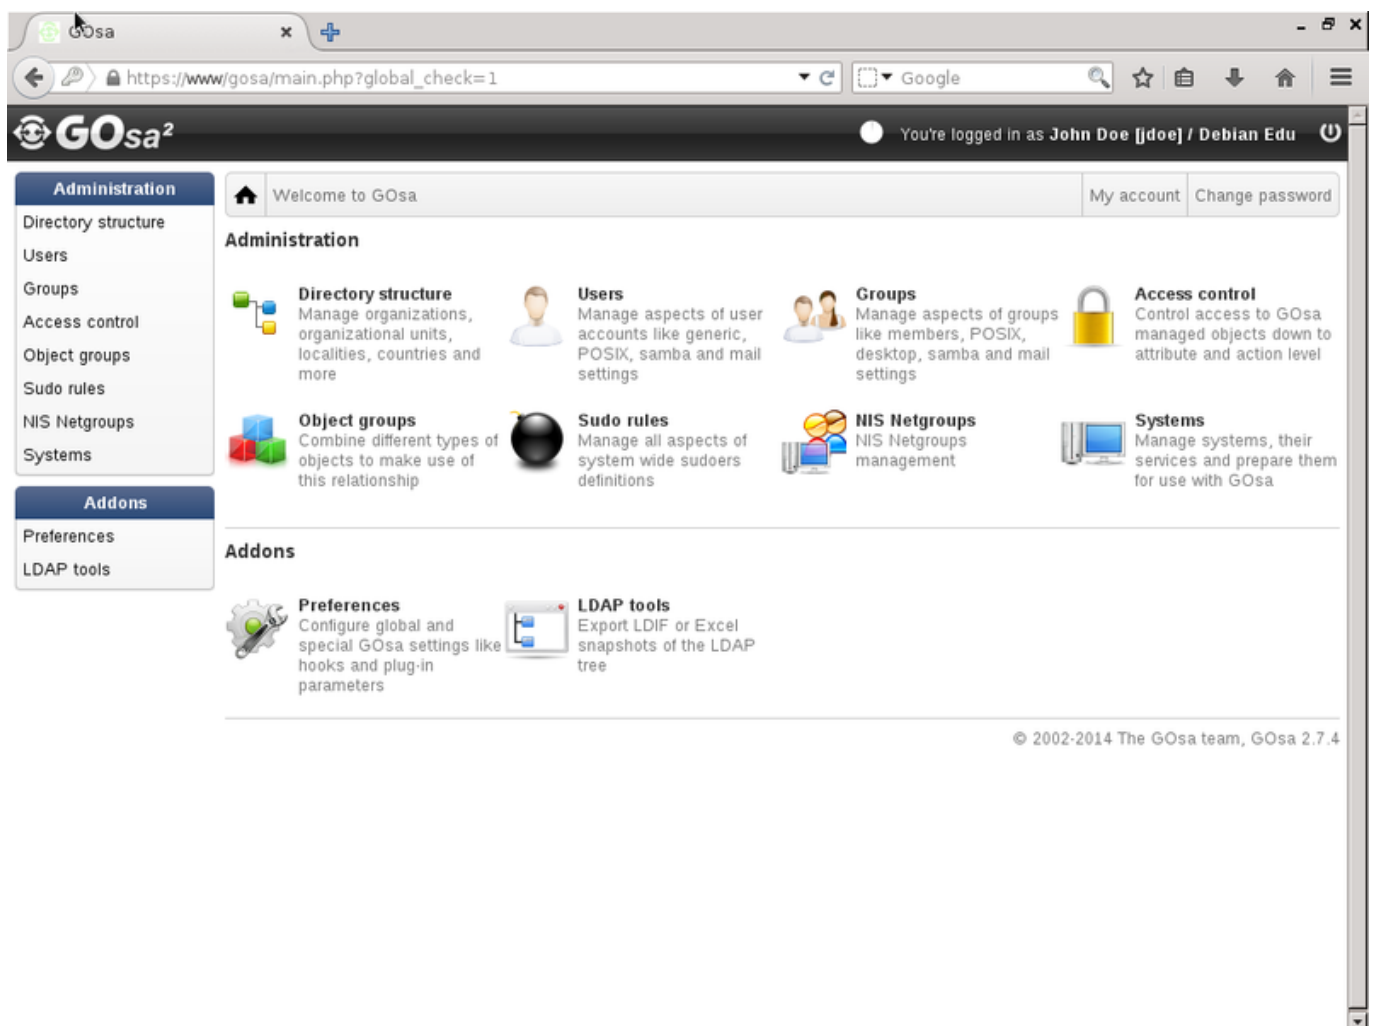 GOsa
https://www/gosa/main.php?global_check=1
Google
GOsa²
You're logged in as John Doe [jdoe] / Debian Edu
Administration
Directory structure
Users
Groups
Access control
Object groups
Sudo rules
NIS Netgroups
Systems
Addons
Preferences
LDAP tools
Welcome to GOsa
My account
Change password
Administration
Directory structure
Manage organizations,
organizational units,
localities, countries and
more
Users
Manage aspects of user
accounts like generic,
POSIX, samba and mail
settings
Groups
Manage aspects of groups
like members, POSIX,
desktop, samba and mail
settings
Access control
Control access to GOsa
managed objects down to
attribute and action level
Object groups
Combine different types of
objects to make use of
this relationship
Sudo rules
Manage all aspects of
system wide sudoers
definitions
NIS Netgroups
NIS Netgroups
management
Systems
Manage systems, their
services and prepare them
for use with GOsa
Addons
Preferences
Configure global and
special GOsa settings like
hooks and plug-in
parameters
LDAP tools
Export LDIF or Excel
snapshots of the LDAP
tree
© 2002-2014 The GOsa team, GOsa 2.7.4